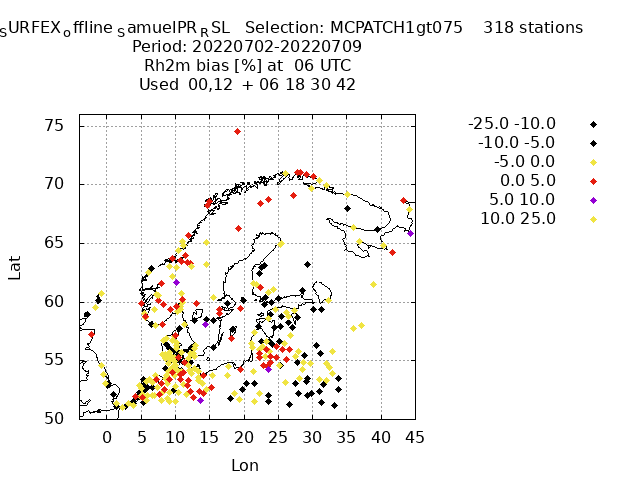 SURFEX offline SamuelPR RSL Selection: MCPATCH1gt075 318 stations
Period: 20220702-20220709
Rh2m bias [%] at 06 UTC
Used 00,12 + 06 18 30 42
-25.0 -10.0
-10.0 -5.0
-5.0 0.0
0.0 5.0
5.0 10.0
10.0 25.0
75
70
65
60
55
50
Lat
0 5 10 15 20 25 30 35 40 45
Lon